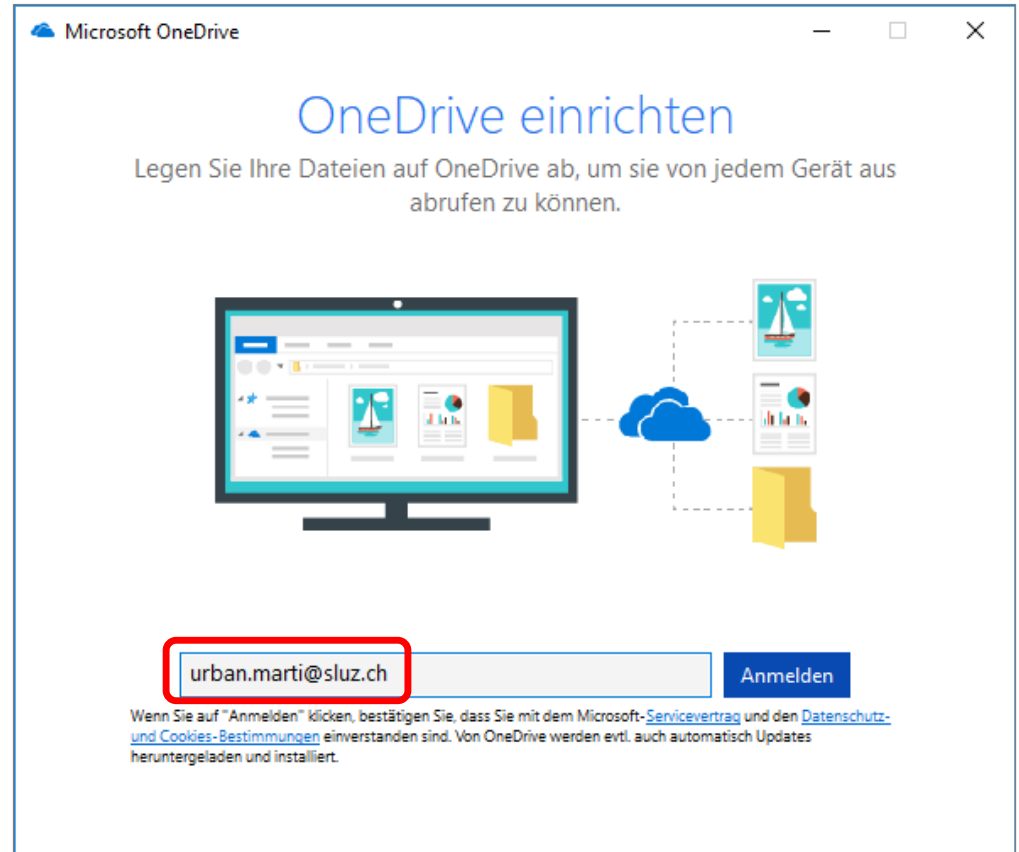 Microsoft OneDrive
OneDrive einrichten
Legen Sie Ihre Dateien auf OneDrive ab, um sie von jedem Gerät aus
abrufen zu können.
urban.marti@sluz.ch
Anmelden
Wenn Sie auf "Anmelden" klicken, bestätigen Sie, dass Sie mit dem Microsoft-Servicevertrag und den Datenschutz-
und Cookies-Bestimmungen einverstanden sind. Von OneDrive werden evtl. auch automatisch Updates
heruntergeladen und installiert.